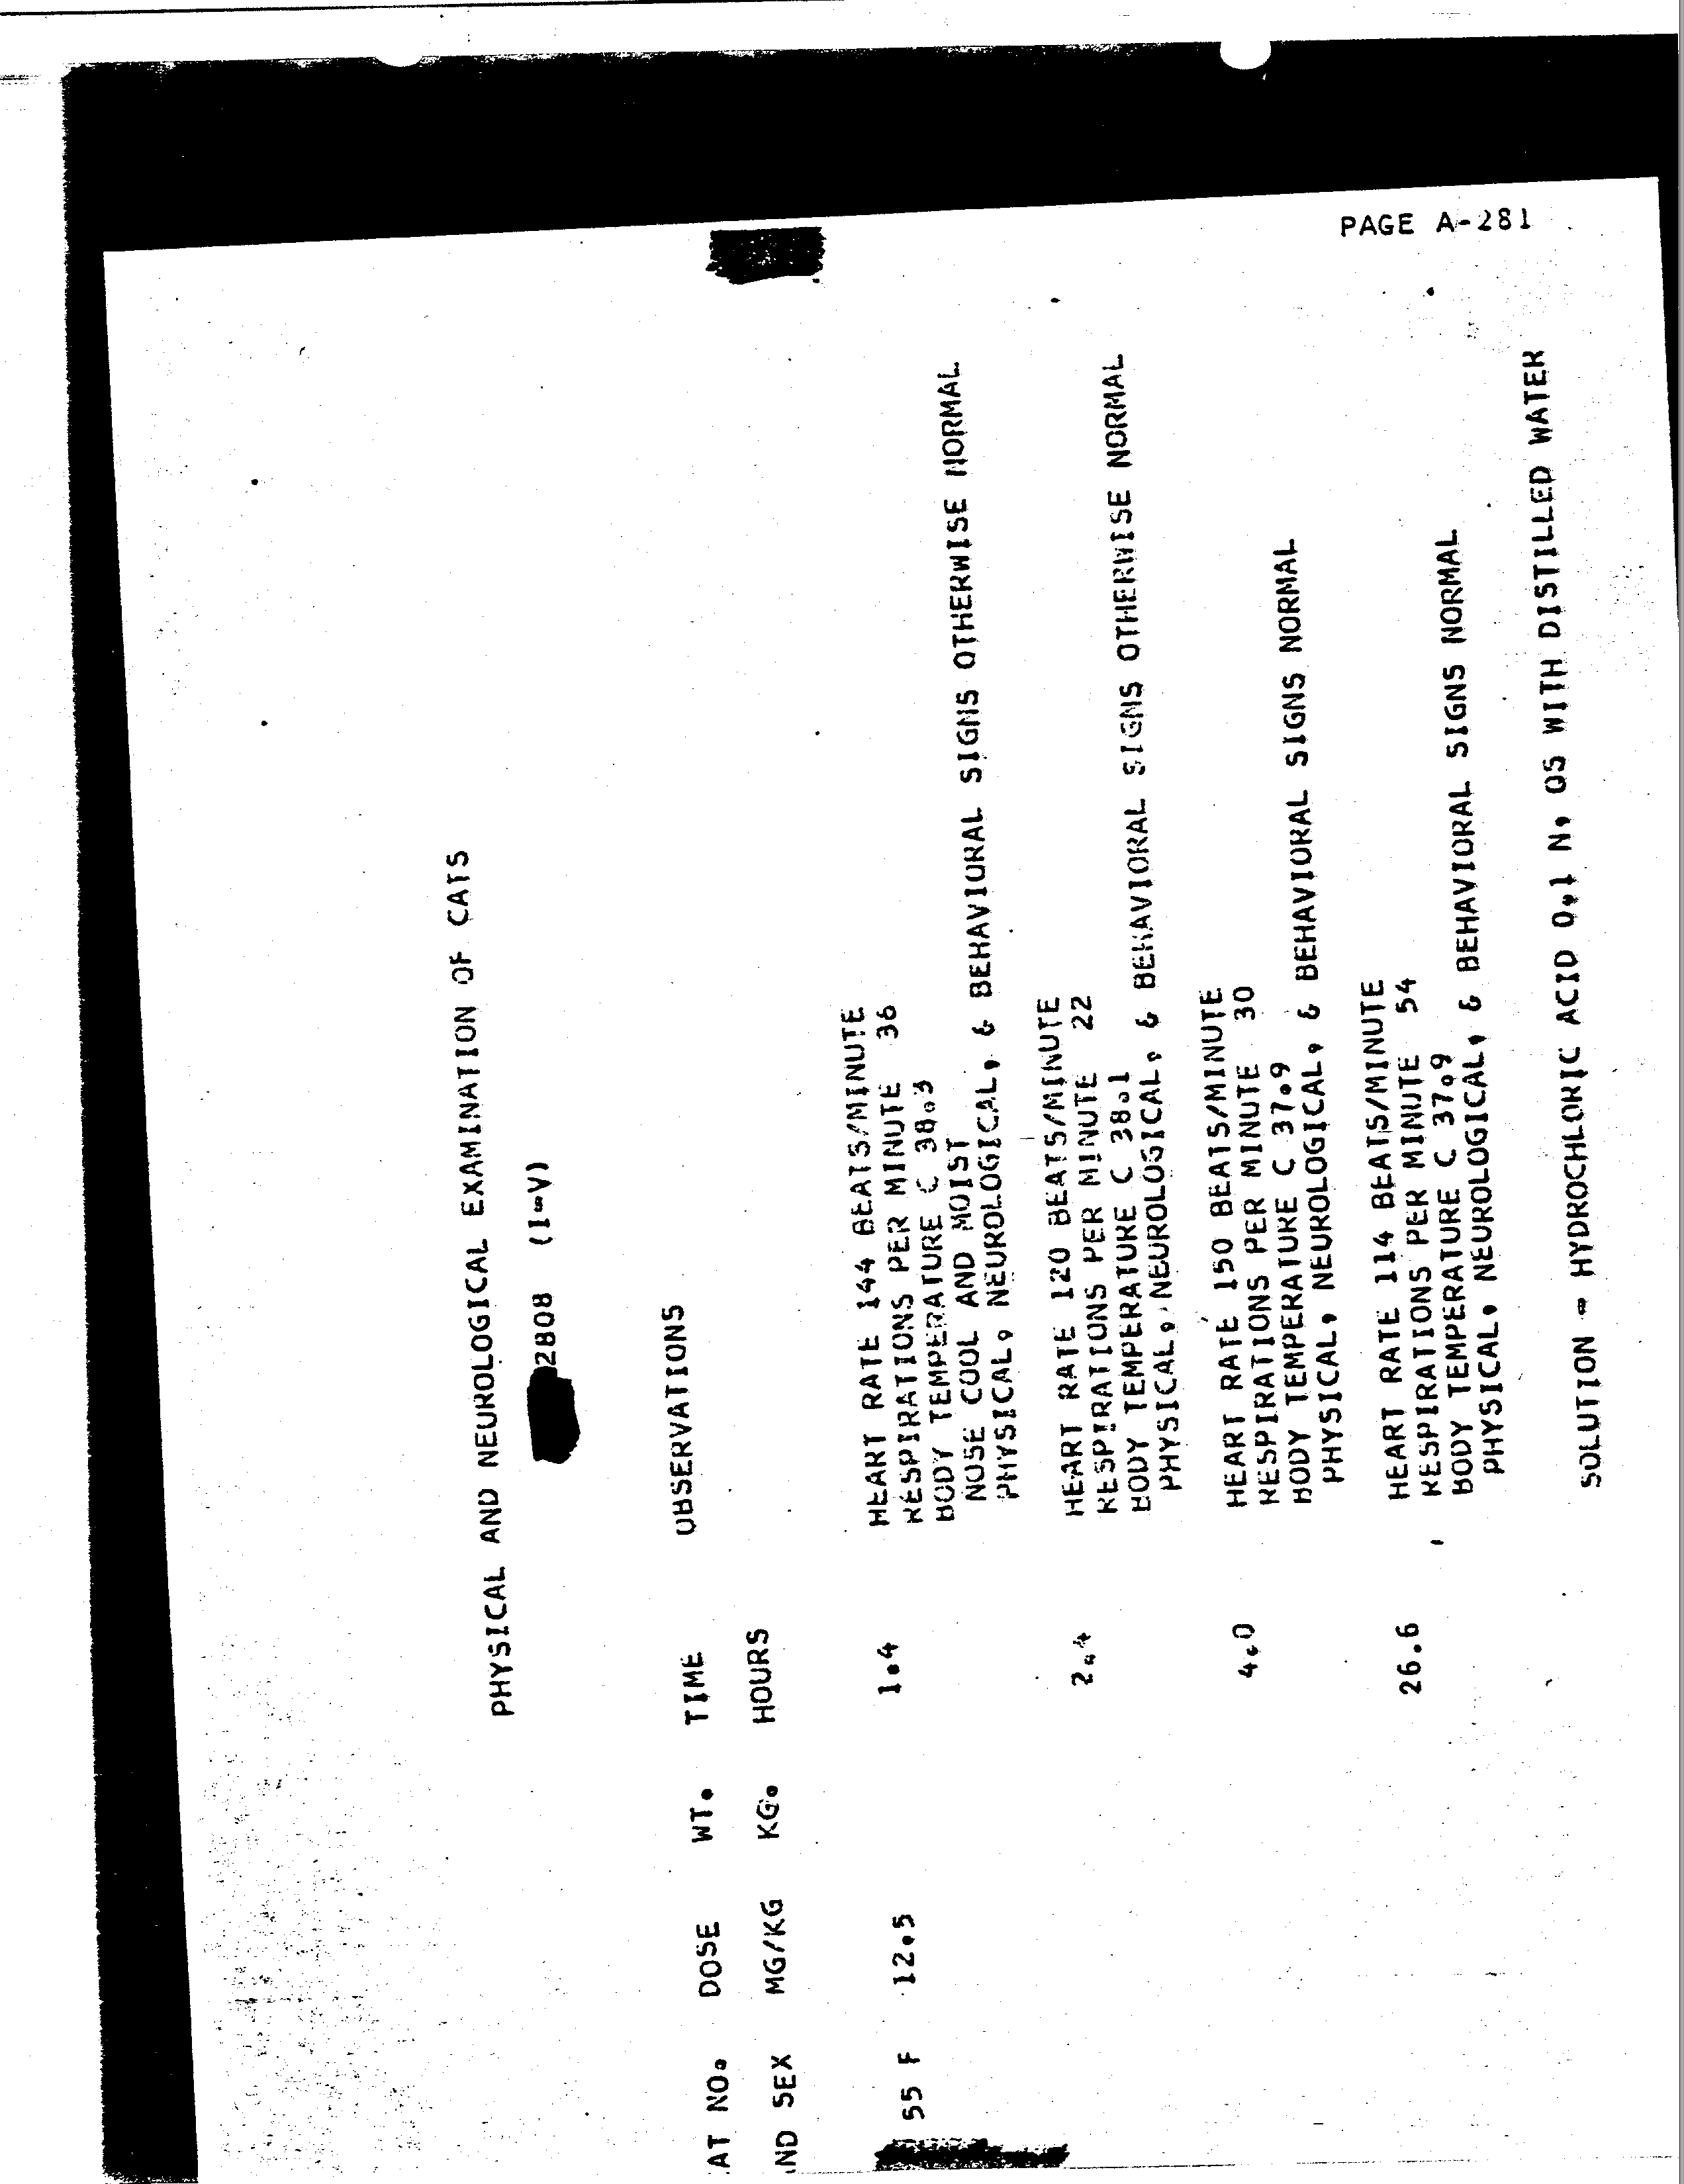 PAGE A-281
PHYSICAL AND NEUROLOGICAL EXAMINATION OF CATS
2808 (I-V)
AT NO. DOSE WT. TIME OBSERVATIONS
ND SEX MG/KG KG. HOURS
55 F 12.5 1.4 HEART RATE 144 BEATS/MINUTE
RESPIRATIONS PER MINUTE 36
BODY TEMPERATURE C 38.3
NOSE COOL AND MOIST
PHYSICAL, NEUROLOGICAL, & BEHAVIORAL SIGNS OTHERWISE NORMAL
2.4 HEART RATE 120 BEATS/MINUTE
RESPIRATIONS PER MINUTE 22
BODY TEMPERATURE C 38.1
PHYSICAL, NEUROLOGICAL, & BEHAVIORAL SIGNS OTHERWISE NORMAL
4.0 HEART RATE 150 BEATS/MINUTE
RESPIRATIONS PER MINUTE 30
BODY TEMPERATURE C 37.9
PHYSICAL, NEUROLOGICAL, & BEHAVIORAL SIGNS NORMAL
26.6 HEART RATE 114 BEATS/MINUTE
RESPIRATIONS PER MINUTE 54
BODY TEMPERATURE C 37.9
PHYSICAL, NEUROLOGICAL, & BEHAVIORAL SIGNS NORMAL
SOLUTION - HYDROCHLORIC ACID 0.1 N, QS WITH DISTILLED WATER